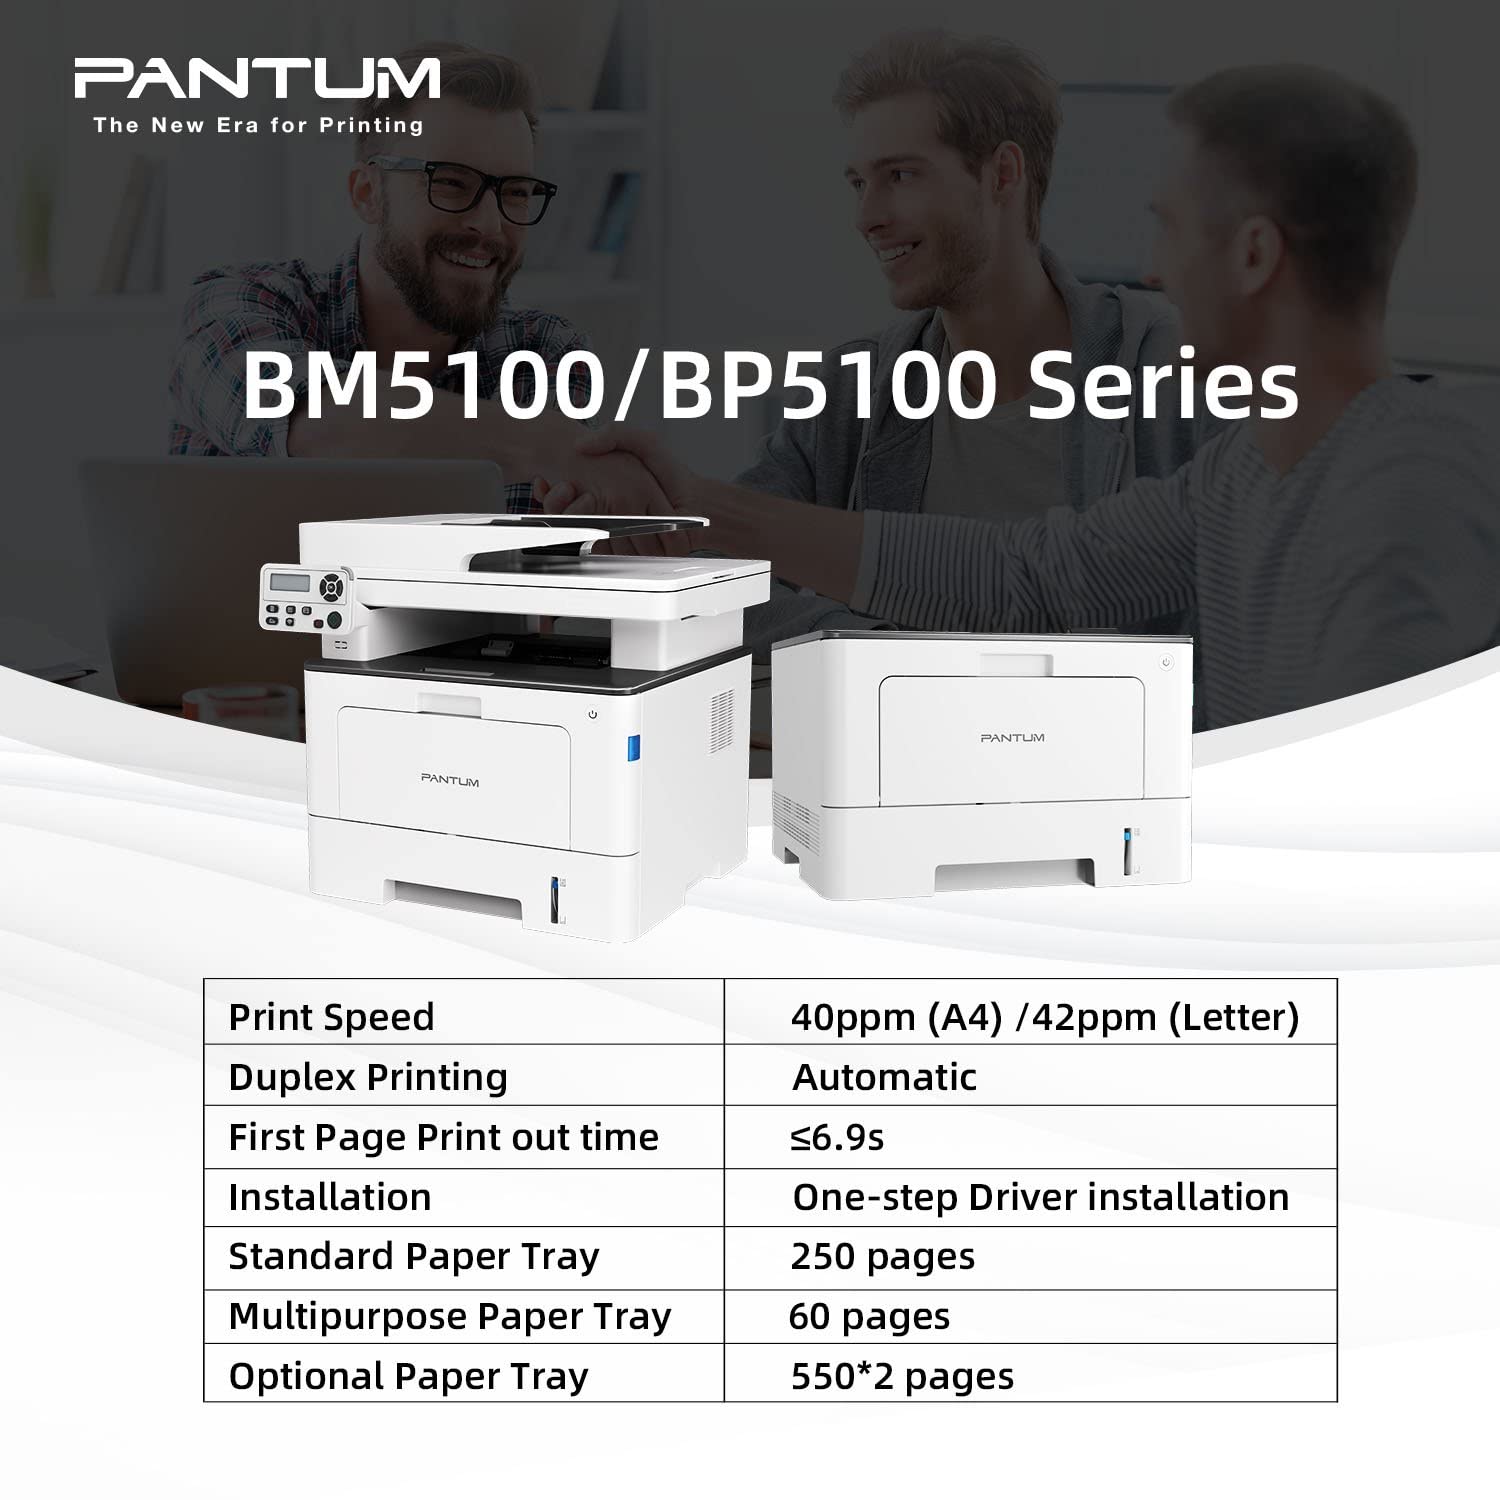 PANTUM
The New Era for Printing
BM5100/BP5100 Series
PANTUM
PANTUM
Print Speed 40ppm (A4) /42ppm (Letter)
Duplex Printing Automatic
First Page Print out time ≤6.9s
Installation One-step Driver installation
Standard Paper Tray 250 pages
Multipurpose Paper Tray 60 pages
Optional Paper Tray 550*2 pages